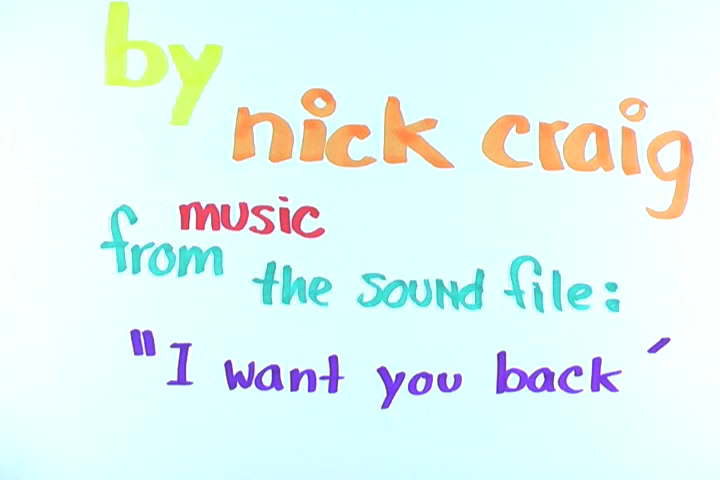 by
nick craig
music
from the sound file:
"I want you back '